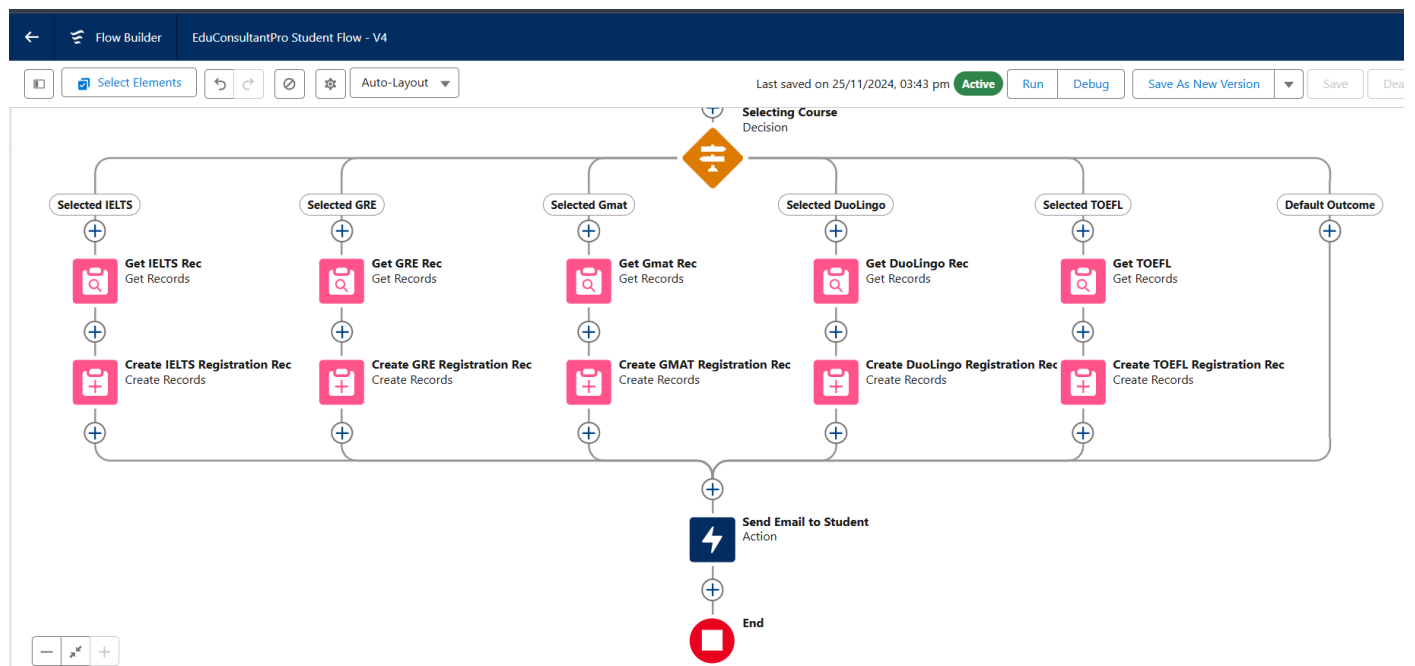 Flow Builder
EduConsultantPro Student Flow - V4
Select Elements
Auto-Layout
Last saved on 25/11/2024, 03:43 pm
Active
Run
Debug
Save As New Version
Save
Dea
Selecting Course
Decision
Selected IELTS
Selected GRE
Selected Gmat
Selected DuoLingo
Selected TOEFL
Default Outcome
Get IELTS Rec
Get Records
Get GRE Rec
Get Records
Get Gmat Rec
Get Records
Get DuoLingo Rec
Get Records
Get TOEFL
Get Records
Create IELTS Registration Rec
Create Records
Create GRE Registration Rec
Create Records
Create GMAT Registration Rec
Create Records
Create DuoLingo Registration Rec
Create Records
Create TOEFL Registration Rec
Create Records
Send Email to Student
Action
End